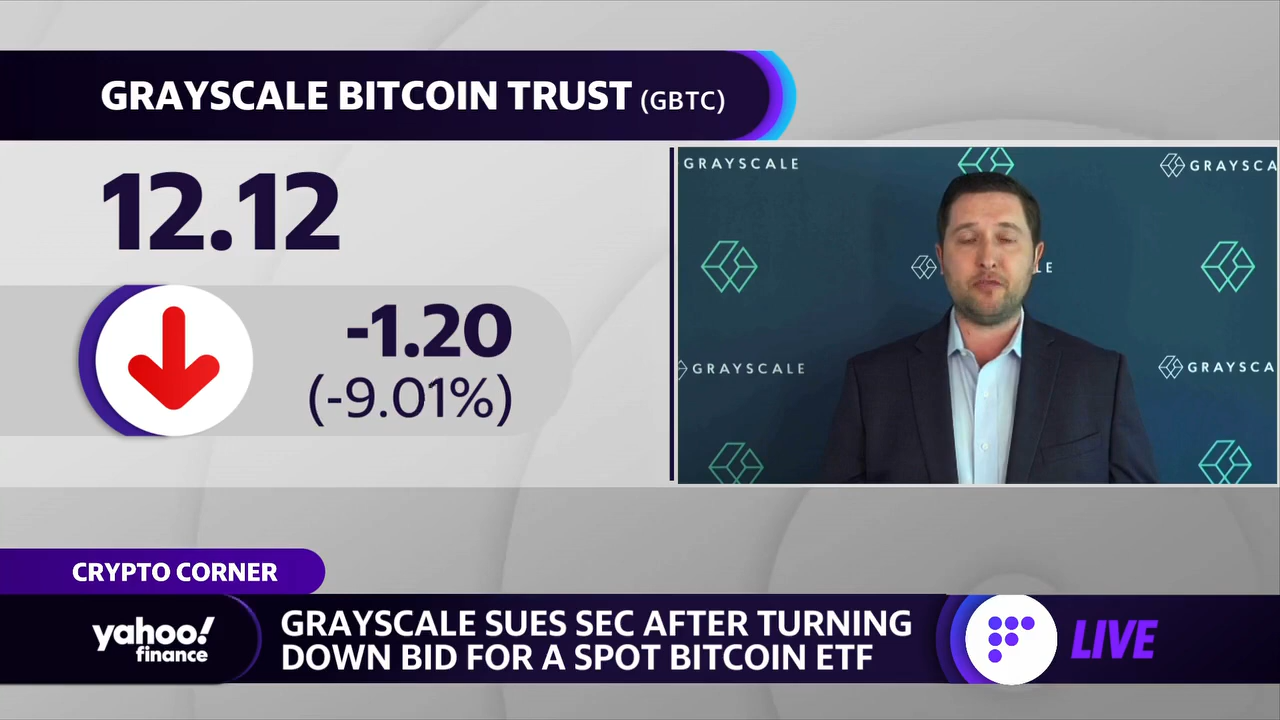 GRAYSCALE BITCOIN TRUST (GBTC)
12.12
-1.20
(-9.01%)
GRAYSCALE
GRAYSCA
LE
GRAYSCALE
GRAYSCA
CRYPTO CORNER
yahoo!
finance
GRAYSCALE SUES SEC AFTER TURNING
DOWN BID FOR A SPOT BITCOIN ETF
LIVE